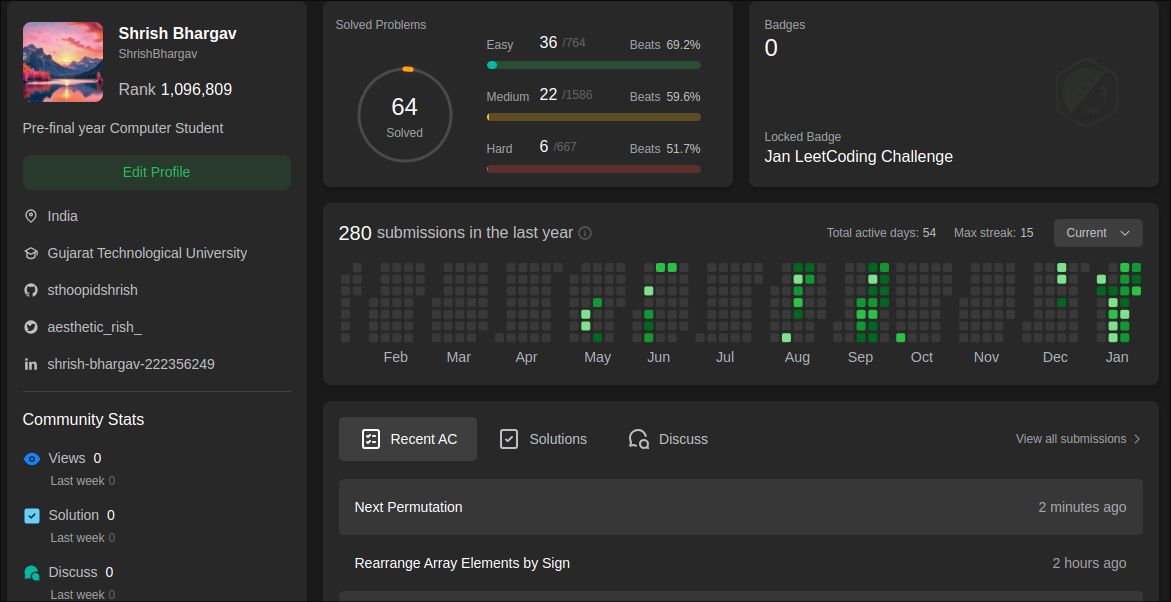 Shrish Bhargav
ShrishBhargav
Rank 1,096,809
Pre-final year Computer Student
Edit Profile
India
Gujarat Technological University
sthoopidshrish
aesthetic_rish_
shrish-bhargav-222356249
Community Stats
Views 0
Last week 0
Solution 0
Last week 0
Discuss 0
Last week 0
Solved Problems
64
Solved
Easy 36 /764 Beats 69.2%
Medium 22 /1586 Beats 59.6%
Hard 6 /667 Beats 51.7%
Badges
0
Locked Badge
Jan LeetCoding Challenge
280 submissions in the last year
Total active days: 54 Max streak: 15 Current
Feb Mar Apr May Jun Jul Aug Sep Oct Nov Dec Jan
Recent AC Solutions Discuss View all submissions
Next Permutation 2 minutes ago
Rearrange Array Elements by Sign 2 hours ago